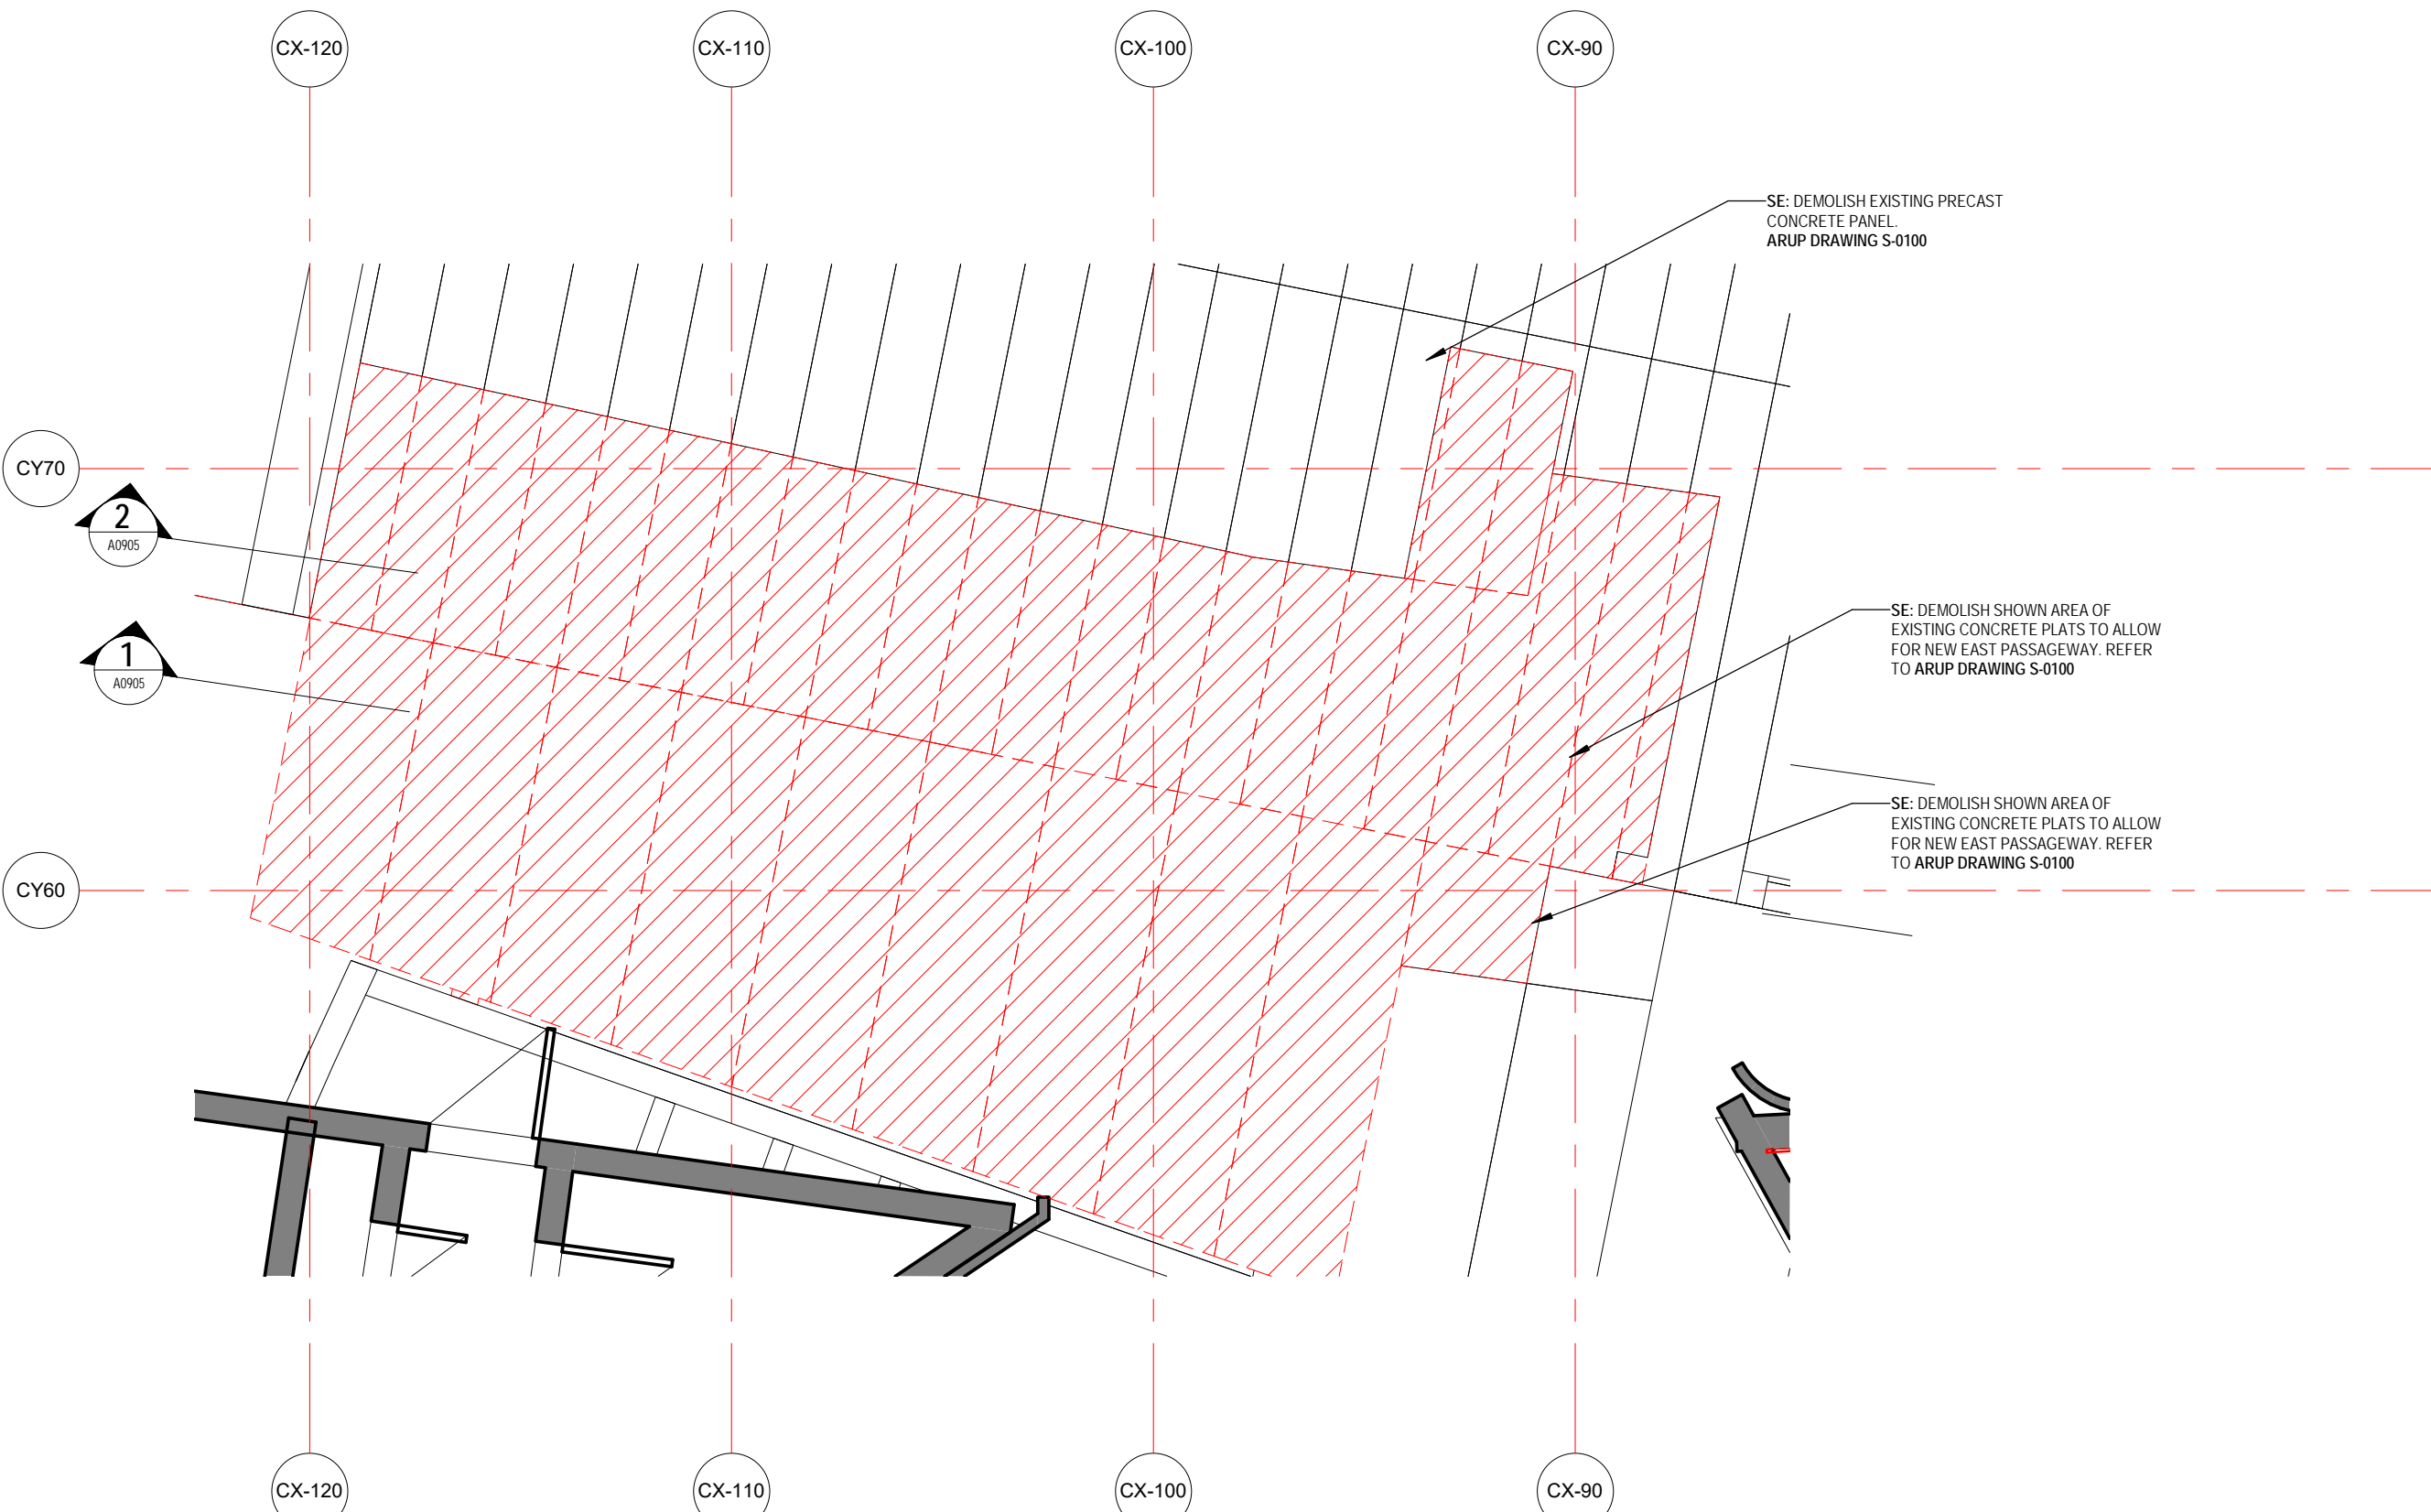 CX-120
CX-110
CX-100
CX-90
SE: DEMOLISH EXISTING PRECAST
CONCRETE PANEL.
ARUP DRAWING S-0100
CY70
2
A0905
SE: DEMOLISH SHOWN AREA OF
EXISTING CONCRETE PLATS TO ALLOW
FOR NEW EAST PASSAGEWAY. REFER
TO ARUP DRAWING S-0100
1
A0905
SE: DEMOLISH SHOWN AREA OF
EXISTING CONCRETE PLATS TO ALLOW
FOR NEW EAST PASSAGEWAY. REFER
TO ARUP DRAWING S-0100
CY60
CX-120
CX-110
CX-100
CX-90